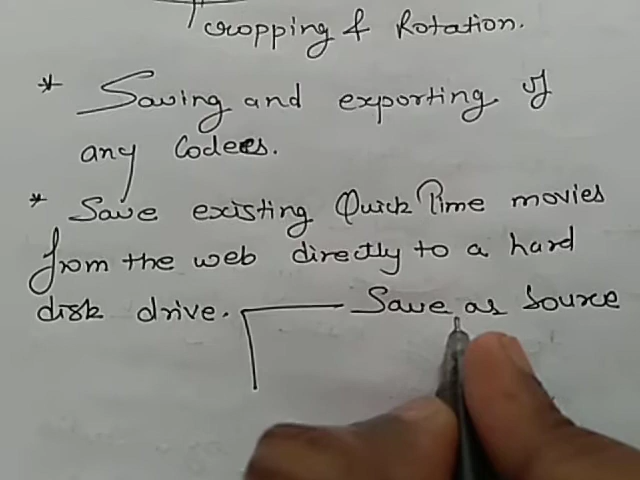 cropping & Rotation.
* Saving and exporting of
any Codecs.
* Save existing QuickTime movies
from the web directly to a hard
disk drive.
Save as Source